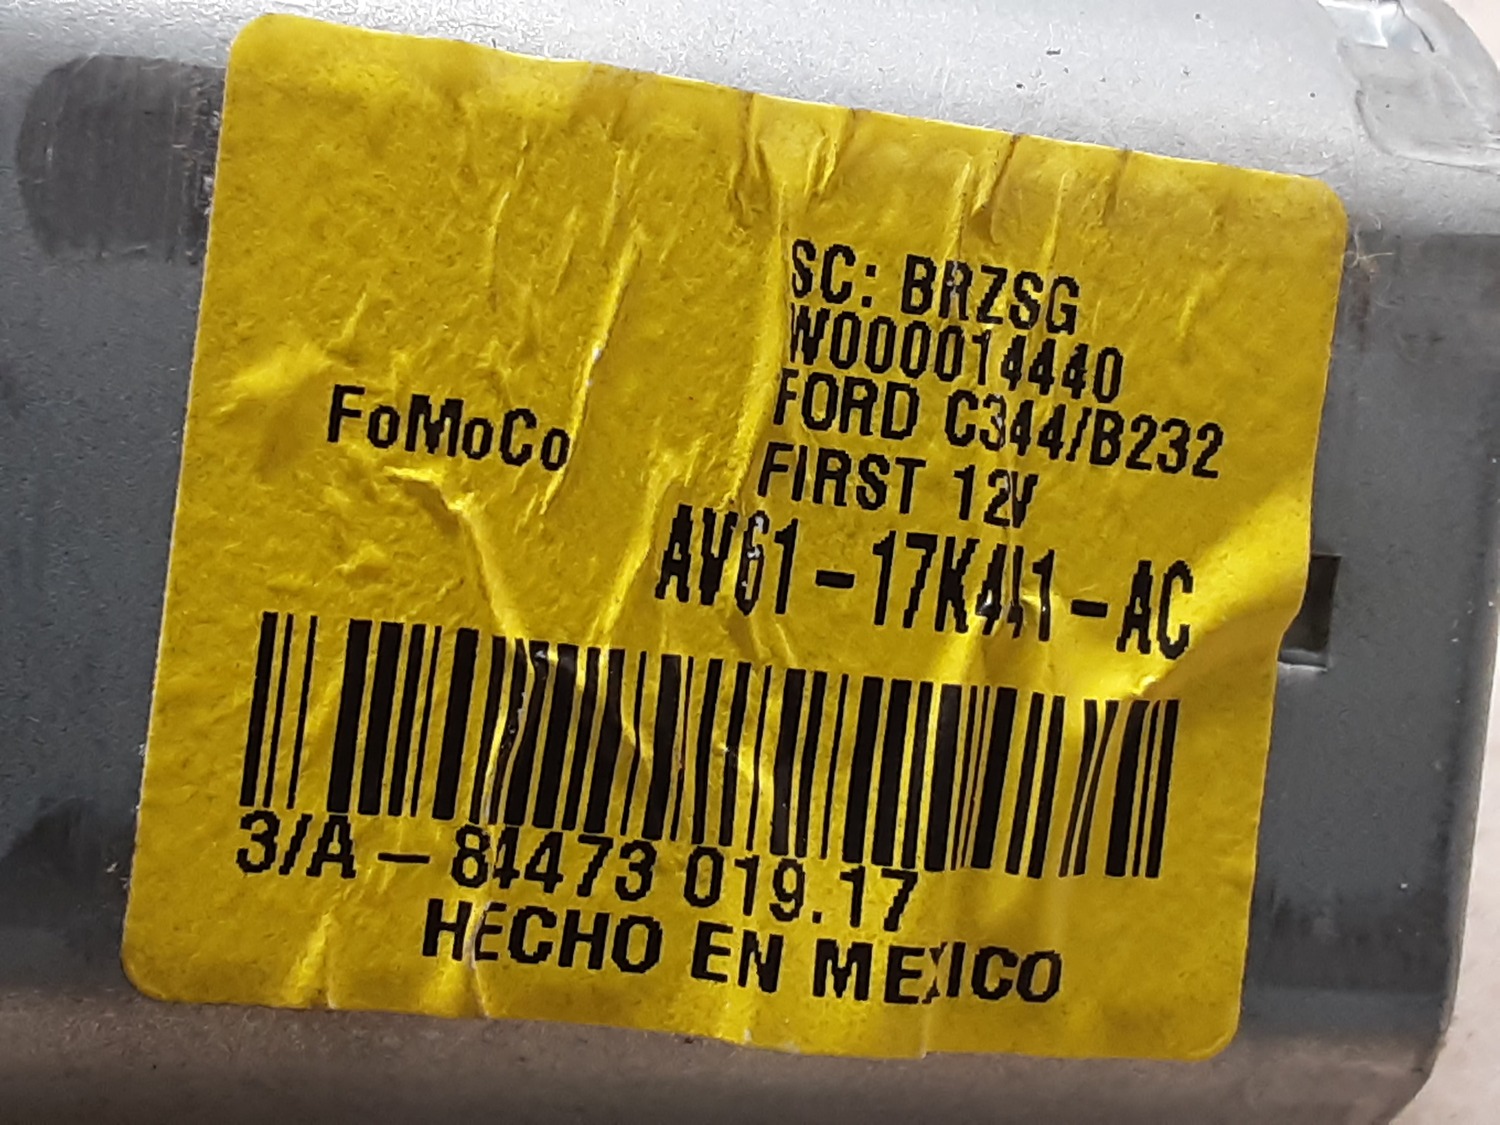 SC: BRZSG
W000014440
FORD C344/B232
FoMoCo
FIRST 12V
AV61-17K441-AC
3/A - 84473 019.17
HECHO EN MEXICO